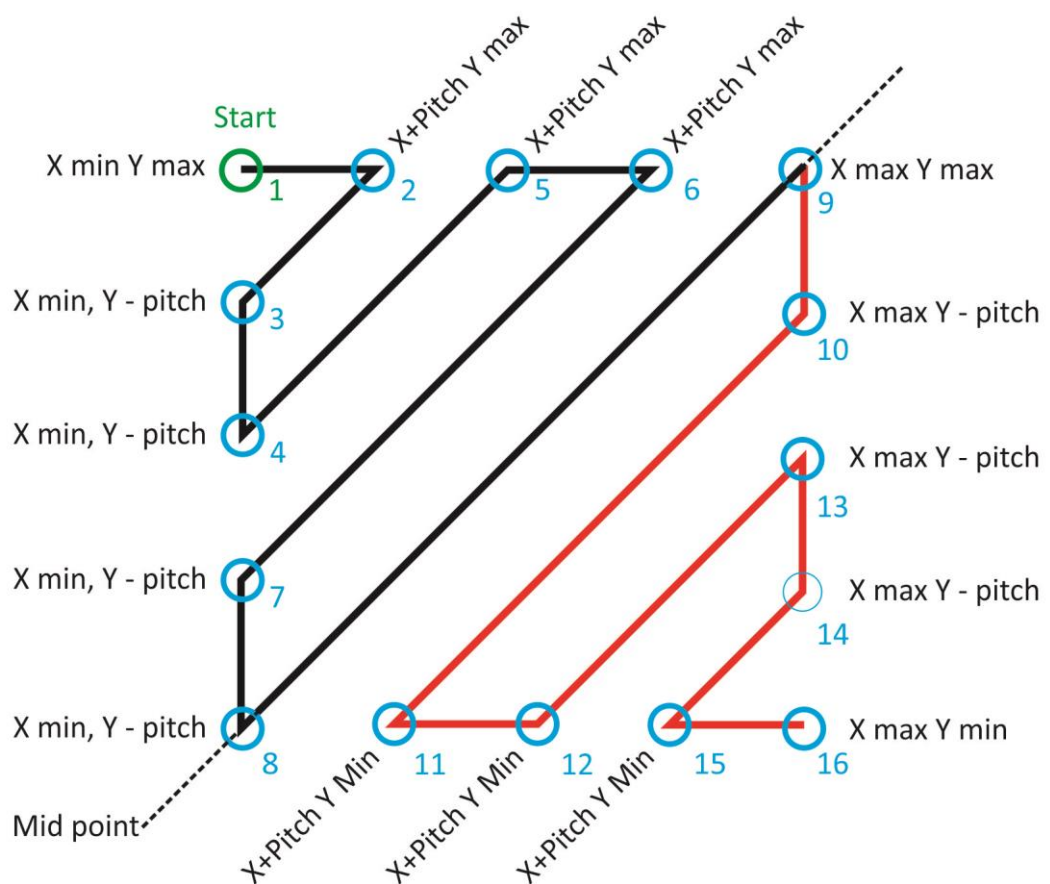 X+Pitch Y max
X+Pitch Y max
X+Pitch Y max
Start
X min Y max
1
2
5
6
9
X max Y max
X min, Y - pitch
3
10
X max Y - pitch
X min, Y - pitch
4
13
X max Y - pitch
X min, Y - pitch
7
14
X max Y - pitch
X min, Y - pitch
8
11
12
15
16
X max Y min
Mid point
X+Pitch Y Min
X+Pitch Y Min
X+Pitch Y Min